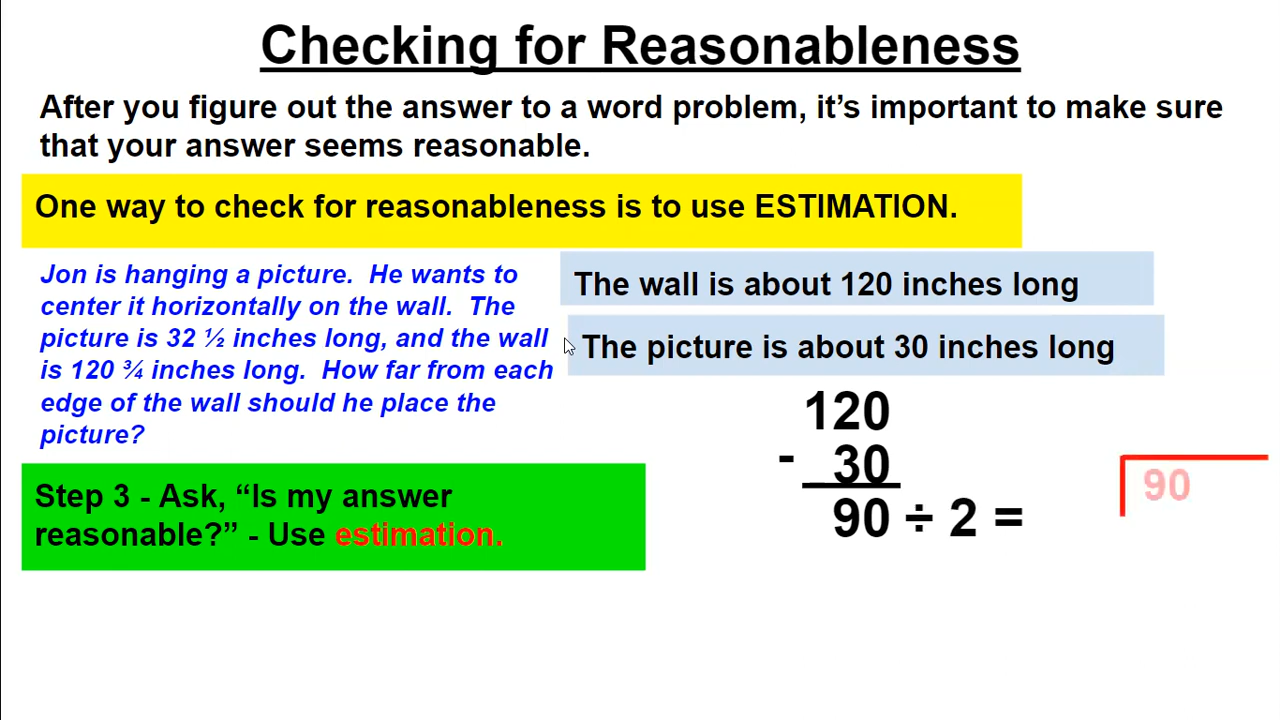 Checking for Reasonableness
After you figure out the answer to a word problem, it’s important to make sure
that your answer seems reasonable.
One way to check for reasonableness is to use ESTIMATION.
Jon is hanging a picture.  He wants to
center it horizontally on the wall.  The
picture is 32 ½ inches long, and the wall
is 120 ¾ inches long.  How far from each
edge of the wall should he place the
picture?
The wall is about 120 inches long
The picture is about 30 inches long
120
- 30
90 ÷ 2 =
90
Step 3 - Ask, “Is my answer
reasonable?” - Use estimation.